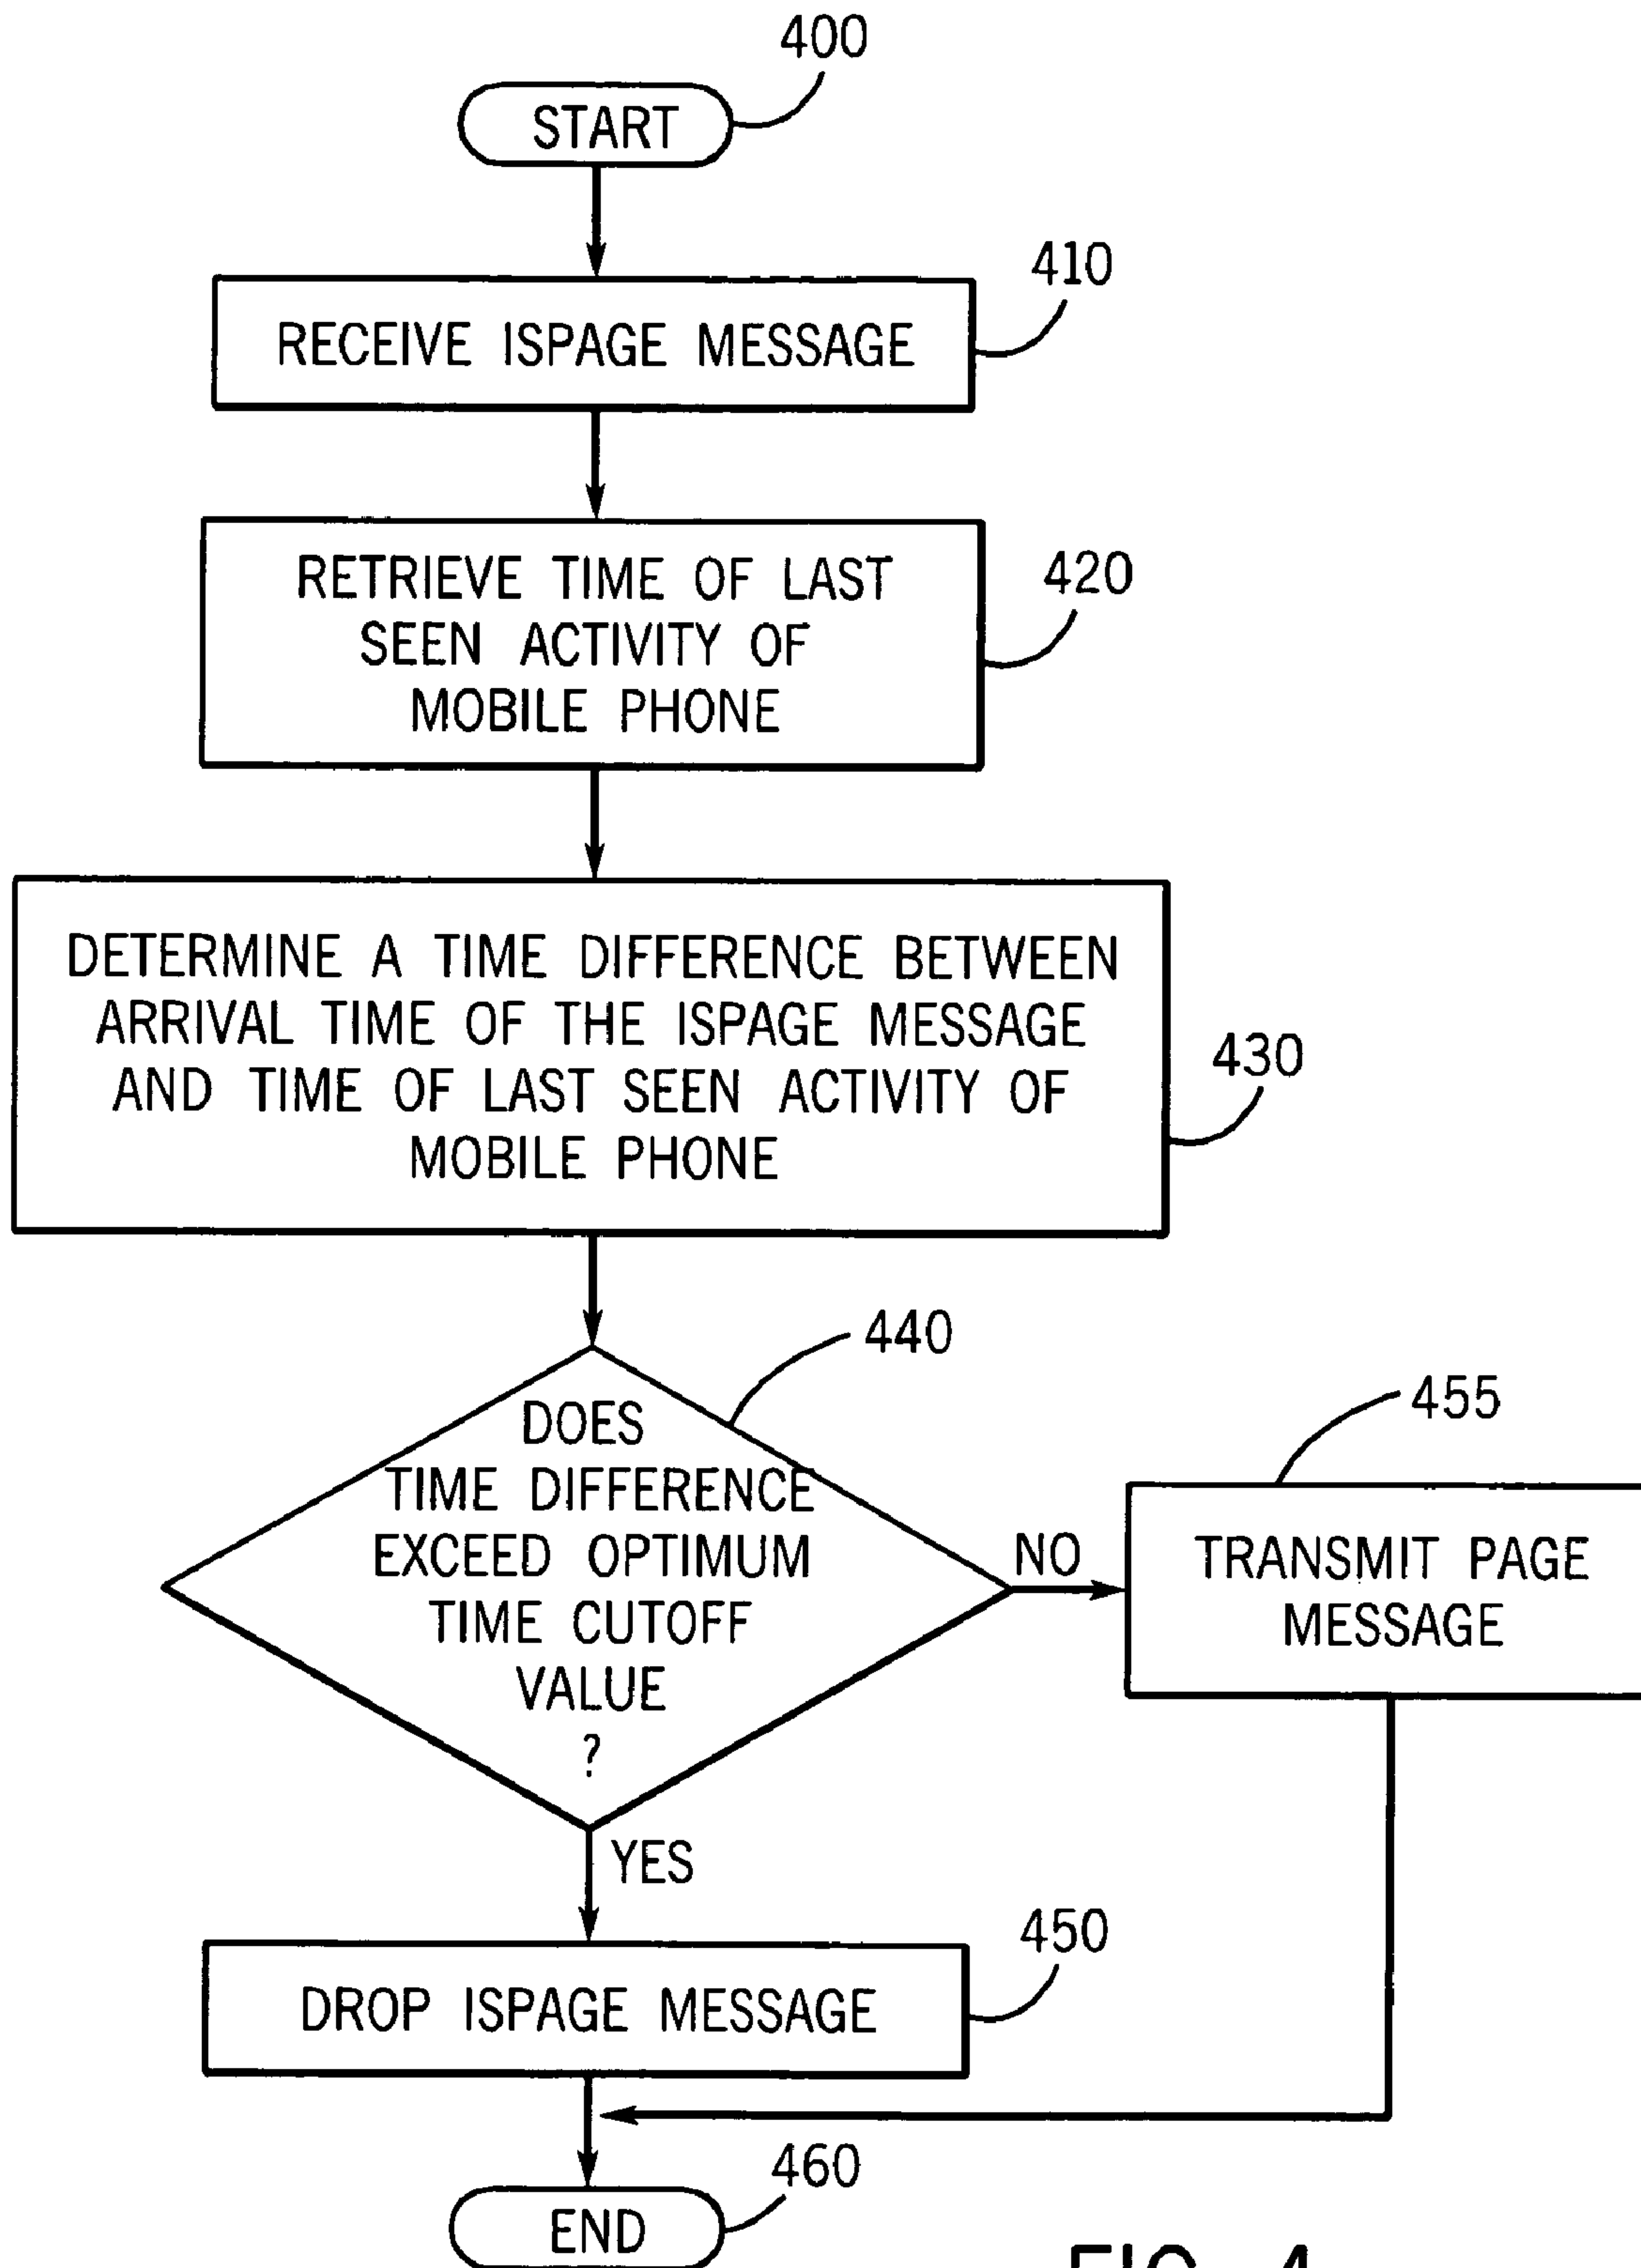 400
START
410
RECEIVE ISPAGE MESSAGE
420
RETRIEVE TIME OF LAST
SEEN ACTIVITY OF
MOBILE PHONE
DETERMINE A TIME DIFFERENCE BETWEEN
ARRIVAL TIME OF THE ISPAGE MESSAGE
AND TIME OF LAST SEEN ACTIVITY OF
MOBILE PHONE
430
440
DOES
TIME DIFFERENCE
EXCEED OPTIMUM
TIME CUTOFF
VALUE
?
NO
455
TRANSMIT PAGE
MESSAGE
YES
450
DROP ISPAGE MESSAGE
460
END
FIG. 4